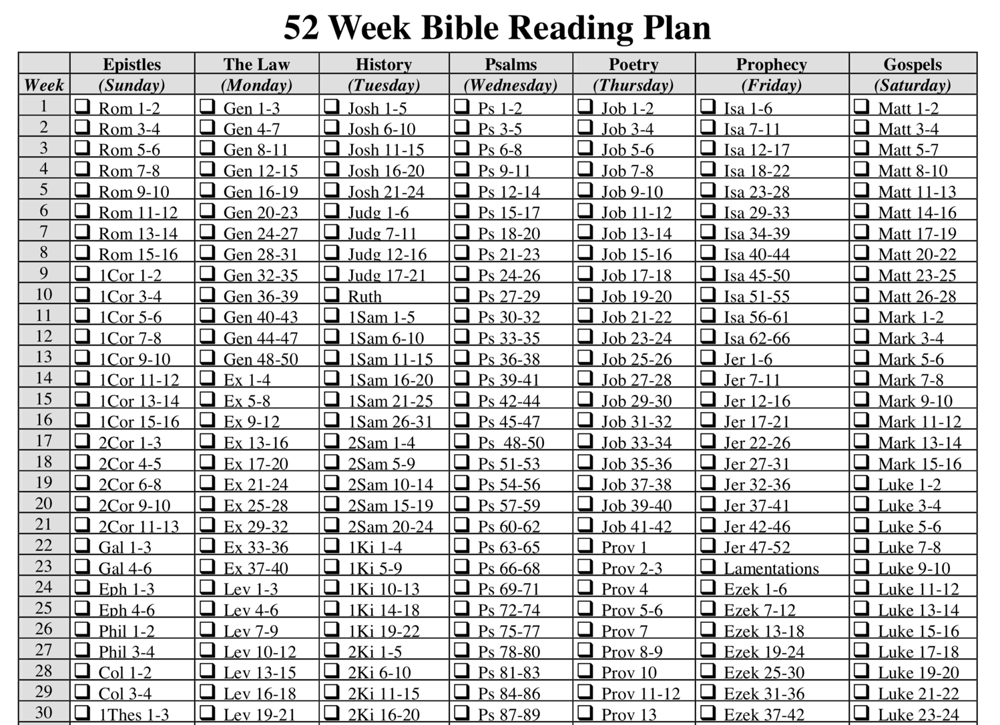 52 Week Bible Reading Plan
Epistles The Law History Psalms Poetry Prophecy Gospels
Week (Sunday) (Monday) (Tuesday) (Wednesday) (Thursday) (Friday) (Saturday)
1 ❑ Rom 1-2 ❑ Gen 1-3 ❑ Josh 1-5 ❑ Ps 1-2 ❑ Job 1-2 ❑ Isa 1-6 ❑ Matt 1-2
2 ❑ Rom 3-4 ❑ Gen 4-7 ❑ Josh 6-10 ❑ Ps 3-5 ❑ Job 3-4 ❑ Isa 7-11 ❑ Matt 3-4
3 ❑ Rom 5-6 ❑ Gen 8-11 ❑ Josh 11-15 ❑ Ps 6-8 ❑ Job 5-6 ❑ Isa 12-17 ❑ Matt 5-7
4 ❑ Rom 7-8 ❑ Gen 12-15 ❑ Josh 16-20 ❑ Ps 9-11 ❑ Job 7-8 ❑ Isa 18-22 ❑ Matt 8-10
5 ❑ Rom 9-10 ❑ Gen 16-19 ❑ Josh 21-24 ❑ Ps 12-14 ❑ Job 9-10 ❑ Isa 23-28 ❑ Matt 11-13
6 ❑ Rom 11-12 ❑ Gen 20-23 ❑ Judg 1-6 ❑ Ps 15-17 ❑ Job 11-12 ❑ Isa 29-33 ❑ Matt 14-16
7 ❑ Rom 13-14 ❑ Gen 24-27 ❑ Judg 7-11 ❑ Ps 18-20 ❑ Job 13-14 ❑ Isa 34-39 ❑ Matt 17-19
8 ❑ Rom 15-16 ❑ Gen 28-31 ❑ Judg 12-16 ❑ Ps 21-23 ❑ Job 15-16 ❑ Isa 40-44 ❑ Matt 20-22
9 ❑ 1Cor 1-2 ❑ Gen 32-35 ❑ Judg 17-21 ❑ Ps 24-26 ❑ Job 17-18 ❑ Isa 45-50 ❑ Matt 23-25
10 ❑ 1Cor 3-4 ❑ Gen 36-39 ❑ Ruth ❑ Ps 27-29 ❑ Job 19-20 ❑ Isa 51-55 ❑ Matt 26-28
11 ❑ 1Cor 5-6 ❑ Gen 40-43 ❑ 1Sam 1-5 ❑ Ps 30-32 ❑ Job 21-22 ❑ Isa 56-61 ❑ Mark 1-2
12 ❑ 1Cor 7-8 ❑ Gen 44-47 ❑ 1Sam 6-10 ❑ Ps 33-35 ❑ Job 23-24 ❑ Isa 62-66 ❑ Mark 3-4
13 ❑ 1Cor 9-10 ❑ Gen 48-50 ❑ 1Sam 11-15 ❑ Ps 36-38 ❑ Job 25-26 ❑ Jer 1-6 ❑ Mark 5-6
14 ❑ 1Cor 11-12 ❑ Ex 1-4 ❑ 1Sam 16-20 ❑ Ps 39-41 ❑ Job 27-28 ❑ Jer 7-11 ❑ Mark 7-8
15 ❑ 1Cor 13-14 ❑ Ex 5-8 ❑ 1Sam 21-25 ❑ Ps 42-44 ❑ Job 29-30 ❑ Jer 12-16 ❑ Mark 9-10
16 ❑ 1Cor 15-16 ❑ Ex 9-12 ❑ 1Sam 26-31 ❑ Ps 45-47 ❑ Job 31-32 ❑ Jer 17-21 ❑ Mark 11-12
17 ❑ 2Cor 1-3 ❑ Ex 13-16 ❑ 2Sam 1-4 ❑ Ps 48-50 ❑ Job 33-34 ❑ Jer 22-26 ❑ Mark 13-14
18 ❑ 2Cor 4-5 ❑ Ex 17-20 ❑ 2Sam 5-9 ❑ Ps 51-53 ❑ Job 35-36 ❑ Jer 27-31 ❑ Mark 15-16
19 ❑ 2Cor 6-8 ❑ Ex 21-24 ❑ 2Sam 10-14 ❑ Ps 54-56 ❑ Job 37-38 ❑ Jer 32-36 ❑ Luke 1-2
20 ❑ 2Cor 9-10 ❑ Ex 25-28 ❑ 2Sam 15-19 ❑ Ps 57-59 ❑ Job 39-40 ❑ Jer 37-41 ❑ Luke 3-4
21 ❑ 2Cor 11-13 ❑ Ex 29-32 ❑ 2Sam 20-24 ❑ Ps 60-62 ❑ Job 41-42 ❑ Jer 42-46 ❑ Luke 5-6
22 ❑ Gal 1-3 ❑ Ex 33-36 ❑ 1Ki 1-4 ❑ Ps 63-65 ❑ Prov 1 ❑ Jer 47-52 ❑ Luke 7-8
23 ❑ Gal 4-6 ❑ Ex 37-40 ❑ 1Ki 5-9 ❑ Ps 66-68 ❑ Prov 2-3 ❑ Lamentations ❑ Luke 9-10
24 ❑ Eph 1-3 ❑ Lev 1-3 ❑ 1Ki 10-13 ❑ Ps 69-71 ❑ Prov 4 ❑ Ezek 1-6 ❑ Luke 11-12
25 ❑ Eph 4-6 ❑ Lev 4-6 ❑ 1Ki 14-18 ❑ Ps 72-74 ❑ Prov 5-6 ❑ Ezek 7-12 ❑ Luke 13-14
26 ❑ Phil 1-2 ❑ Lev 7-9 ❑ 1Ki 19-22 ❑ Ps 75-77 ❑ Prov 7 ❑ Ezek 13-18 ❑ Luke 15-16
27 ❑ Phil 3-4 ❑ Lev 10-12 ❑ 2Ki 1-5 ❑ Ps 78-80 ❑ Prov 8-9 ❑ Ezek 19-24 ❑ Luke 17-18
28 ❑ Col 1-2 ❑ Lev 13-15 ❑ 2Ki 6-10 ❑ Ps 81-83 ❑ Prov 10 ❑ Ezek 25-30 ❑ Luke 19-20
29 ❑ Col 3-4 ❑ Lev 16-18 ❑ 2Ki 11-15 ❑ Ps 84-86 ❑ Prov 11-12 ❑ Ezek 31-36 ❑ Luke 21-22
30 ❑ 1Thes 1-3 ❑ Lev 19-21 ❑ 2Ki 16-20 ❑ Ps 87-89 ❑ Prov 13 ❑ Ezek 37-42 ❑ Luke 23-24